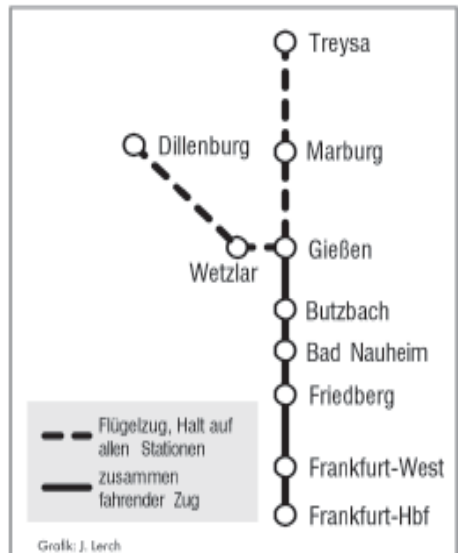 Treysa
Dillenburg
Marburg
Gießen
Wetzlar
Butzbach
Bad Nauheim
Friedberg
Flügelzug, Halt auf
allen Stationen
zusammen
fahrender Zug
Frankfurt-West
Frankfurt-Hbf
Grafik: J. Lerch